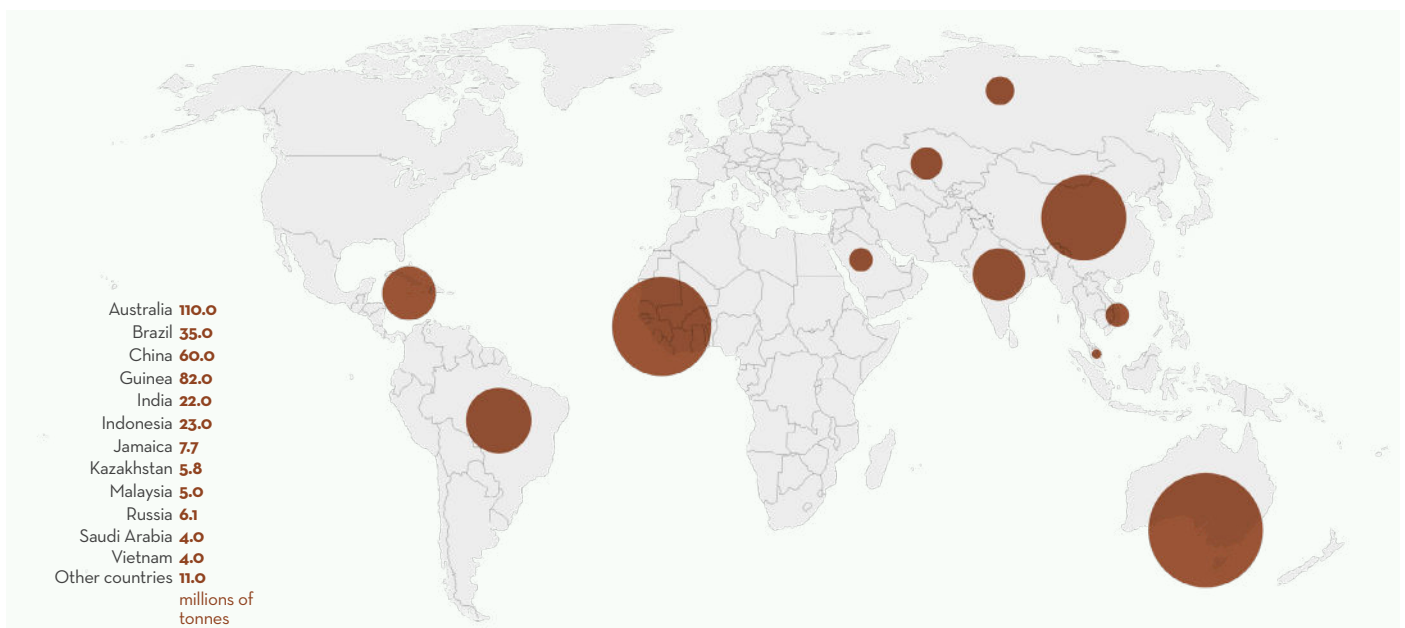 Australia 110.0
Brazil 35.0
China 60.0
Guinea 82.0
India 22.0
Indonesia 23.0
Jamaica 7.7
Kazakhstan 5.8
Malaysia 5.0
Russia 6.1
Saudi Arabia 4.0
Vietnam 4.0
Other countries 11.0
millions of
tonnes